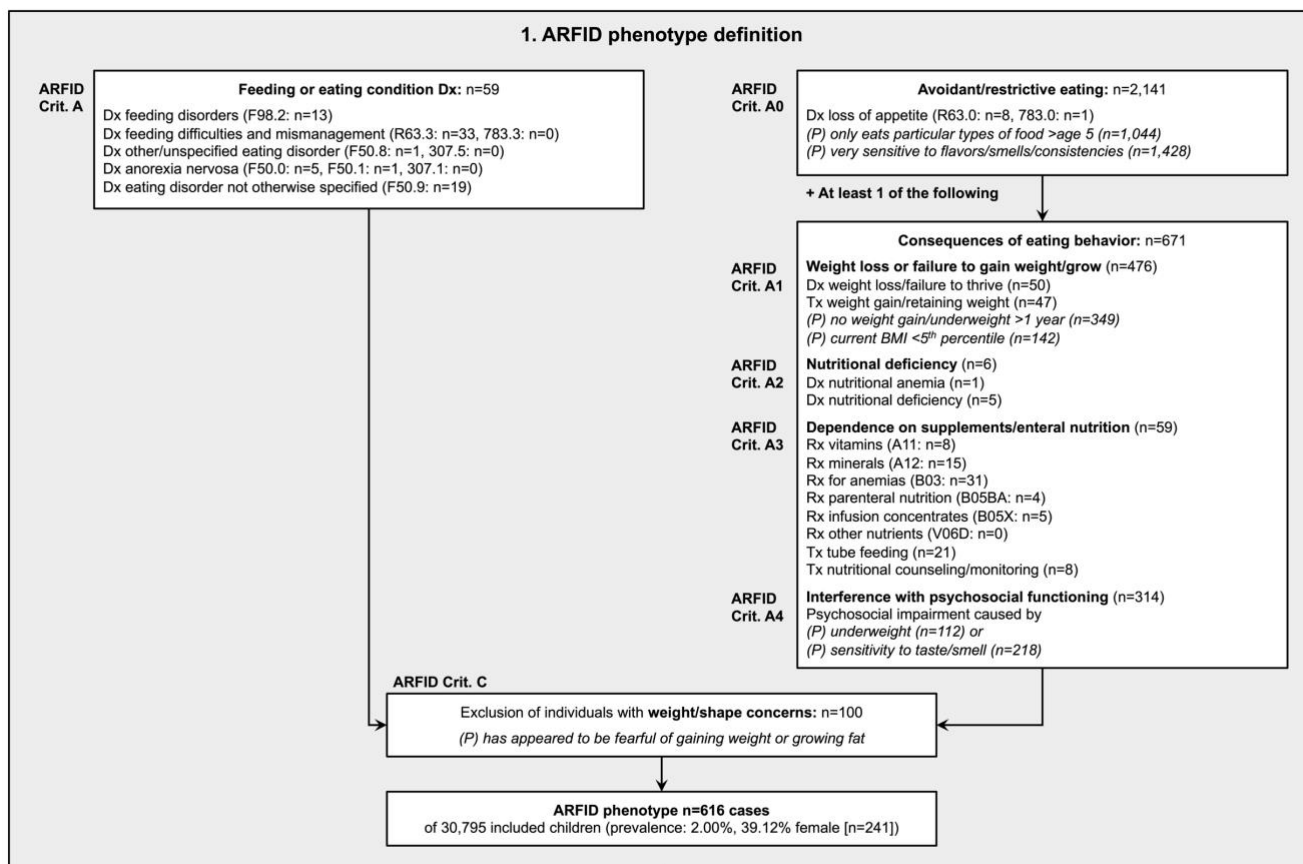 1. ARFID phenotype definition
ARFID
Crit. A
Feeding or eating condition Dx: n=59
Dx feeding disorders (F98.2: n=13)
Dx feeding difficulties and mismanagement (R63.3: n=33, 783.3: n=0)
Dx other/unspecified eating disorder (F50.8: n=1, 307.5: n=0)
Dx anorexia nervosa (F50.0: n=5, F50.1: n=1, 307.1: n=0)
Dx eating disorder not otherwise specified (F50.9: n=19)
ARFID
Crit. A0
Avoidant/restrictive eating: n=2,141
Dx loss of appetite (R63.0: n=8, 783.0: n=1)
(P) only eats particular types of food >age 5 (n=1,044)
(P) very sensitive to flavors/smells/consistencies (n=1,428)
+ At least 1 of the following
Consequences of eating behavior: n=671
ARFID
Crit. A1
Weight loss or failure to gain weight/grow (n=476)
Dx weight loss/failure to thrive (n=50)
Tx weight gain/retaining weight (n=47)
(P) no weight gain/underweight >1 year (n=349)
(P) current BMI <5th percentile (n=142)
ARFID
Crit. A2
Nutritional deficiency (n=6)
Dx nutritional anemia (n=1)
Dx nutritional deficiency (n=5)
ARFID
Crit. A3
Dependence on supplements/enteral nutrition (n=59)
Rx vitamins (A11: n=8)
Rx minerals (A12: n=15)
Rx for anemias (B03: n=31)
Rx parenteral nutrition (B05BA: n=4)
Rx infusion concentrates (B05X: n=5)
Rx other nutrients (V06D: n=0)
Tx tube feeding (n=21)
Tx nutritional counseling/monitoring (n=8)
ARFID
Crit. A4
Interference with psychosocial functioning (n=314)
Psychosocial impairment caused by
(P) underweight (n=112) or
(P) sensitivity to taste/smell (n=218)
ARFID Crit. C
Exclusion of individuals with weight/shape concerns: n=100
(P) has appeared to be fearful of gaining weight or growing fat
ARFID phenotype n=616 cases
of 30,795 included children (prevalence: 2.00%, 39.12% female [n=241])